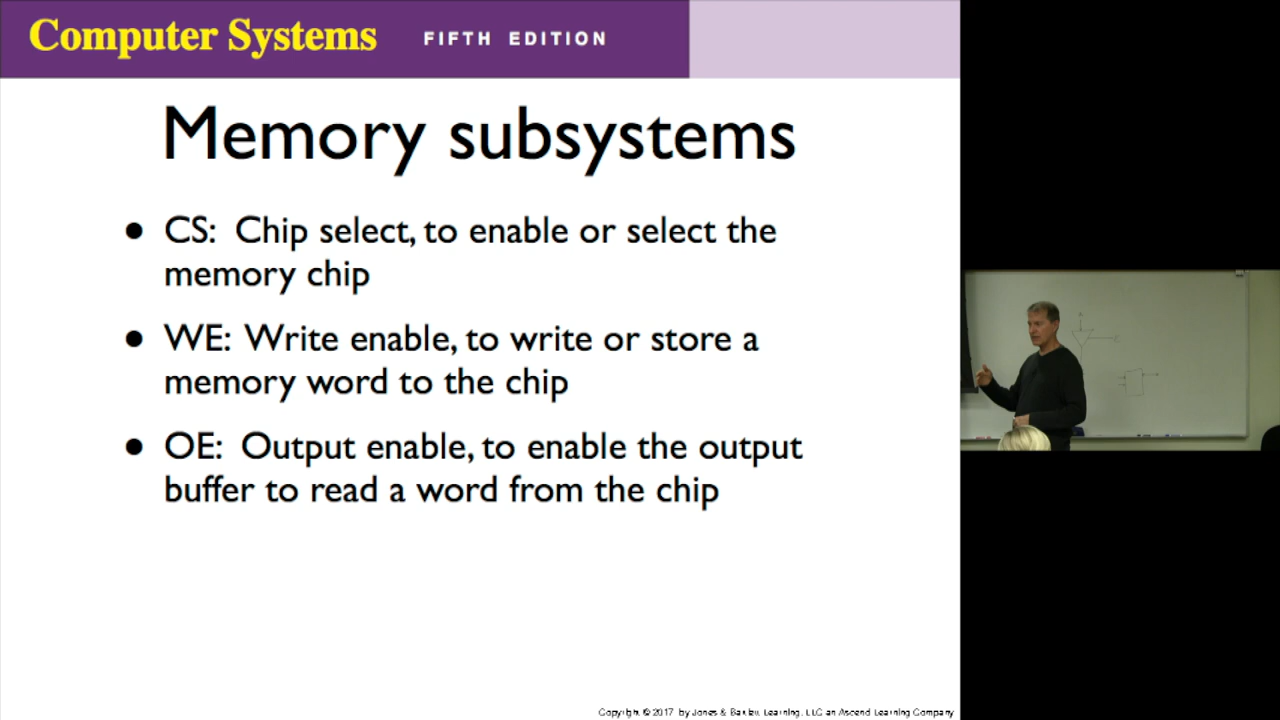 Computer Systems FIFTH EDITION
Memory subsystems
• CS: Chip select, to enable or select the
memory chip
• WE: Write enable, to write or store a
memory word to the chip
• OE: Output enable, to enable the output
buffer to read a word from the chip
Copyright © 2017 by Jones & Bartlett Learning, LLC an Ascend Learning Company